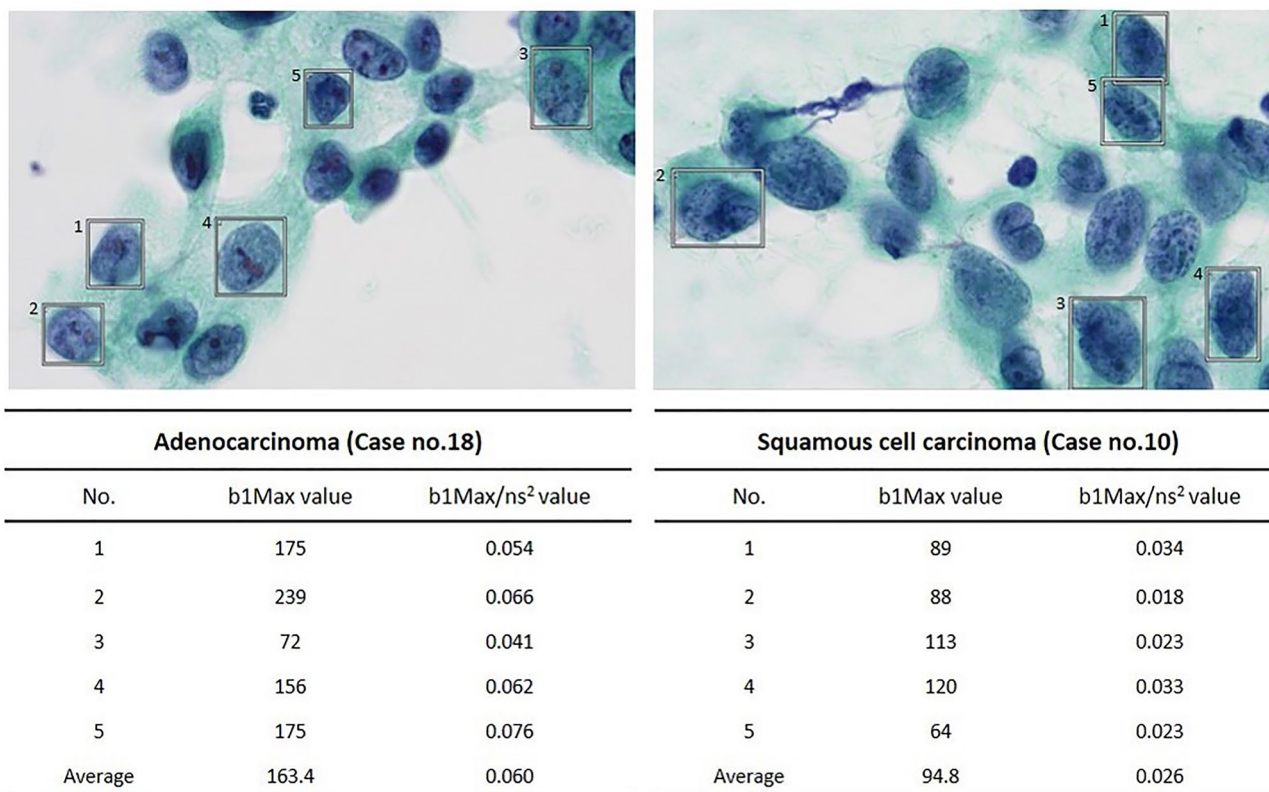 5
3
1
4
2
1
5
2
3
4
Adenocarcinoma (Case no.18)
No. b1Max value b1Max/ns² value
1 175 0.054
2 239 0.066
3 72 0.041
4 156 0.062
5 175 0.076
Average 163.4 0.060
Squamous cell carcinoma (Case no.10)
No. b1Max value b1Max/ns² value
1 89 0.034
2 88 0.018
3 113 0.023
4 120 0.033
5 64 0.023
Average 94.8 0.026